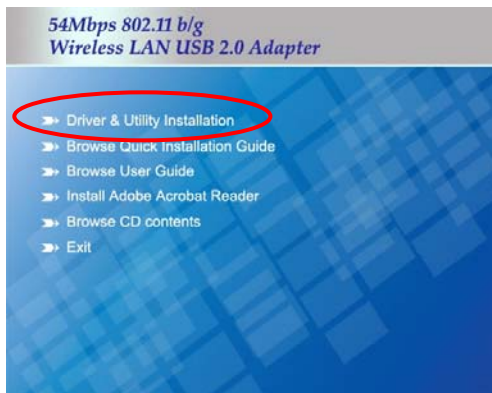 54Mbps 802.11 b/g
Wireless LAN USB 2.0 Adapter
Driver & Utility Installation
Browse Quick Installation Guide
Browse User Guide
Install Adobe Acrobat Reader
Browse CD contents
Exit